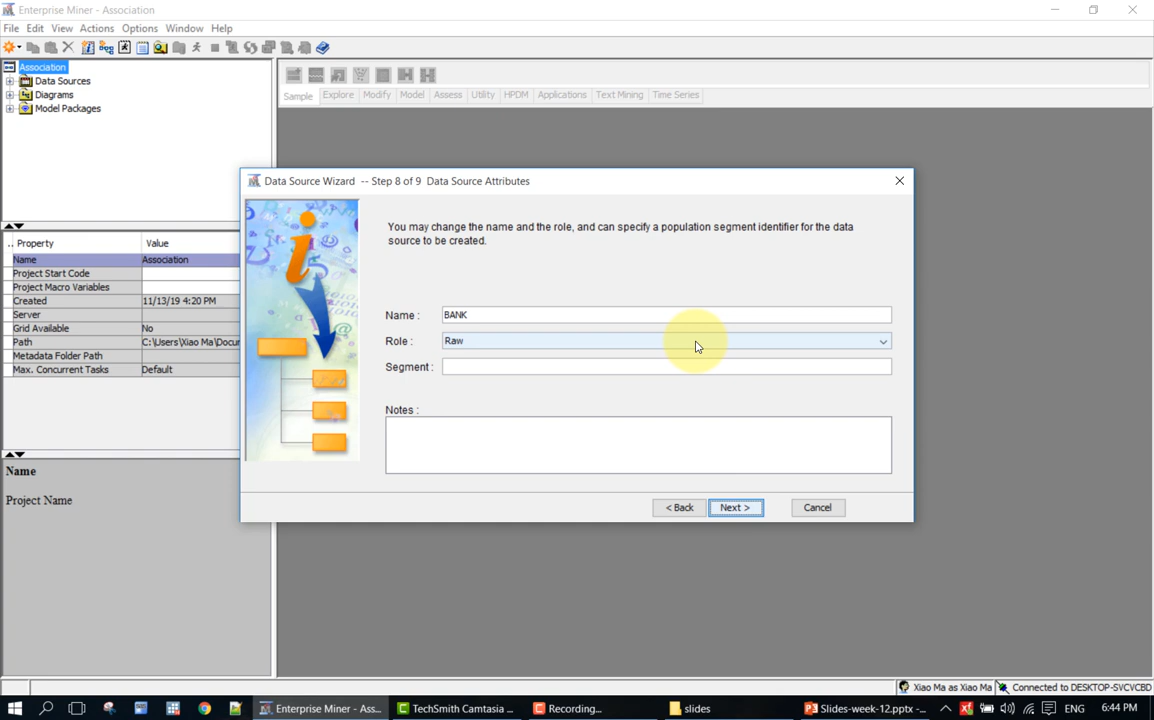 Enterprise Miner - Association
File Edit View Actions Options Window Help
Association
Data Sources
Diagrams
Model Packages
Sample Explore Modify Model Assess Utility HPDM Applications Text Mining Time Series
Data Source Wizard -- Step 8 of 9 Data Source Attributes
You may change the name and the role, and can specify a population segment identifier for the data
source to be created.
Name : BANK
Role : Raw
Segment :
Notes :
< Back Next > Cancel
.. Property Value
Name Association
Project Start Code
Project Macro Variables
Created 11/13/19 4:20 PM
Server
Grid Available No
Path C:\Users\Xiao Ma\Docur
Metadata Folder Path
Max. Concurrent Tasks Default
Name
Project Name
Xiao Ma as Xiao Ma Connected to DESKTOP-SVCVCBD
Enterprise Miner - Ass... TechSmith Camtasia ... Recording... slides Slides-week-12.pptx -... ENG 6:44 PM